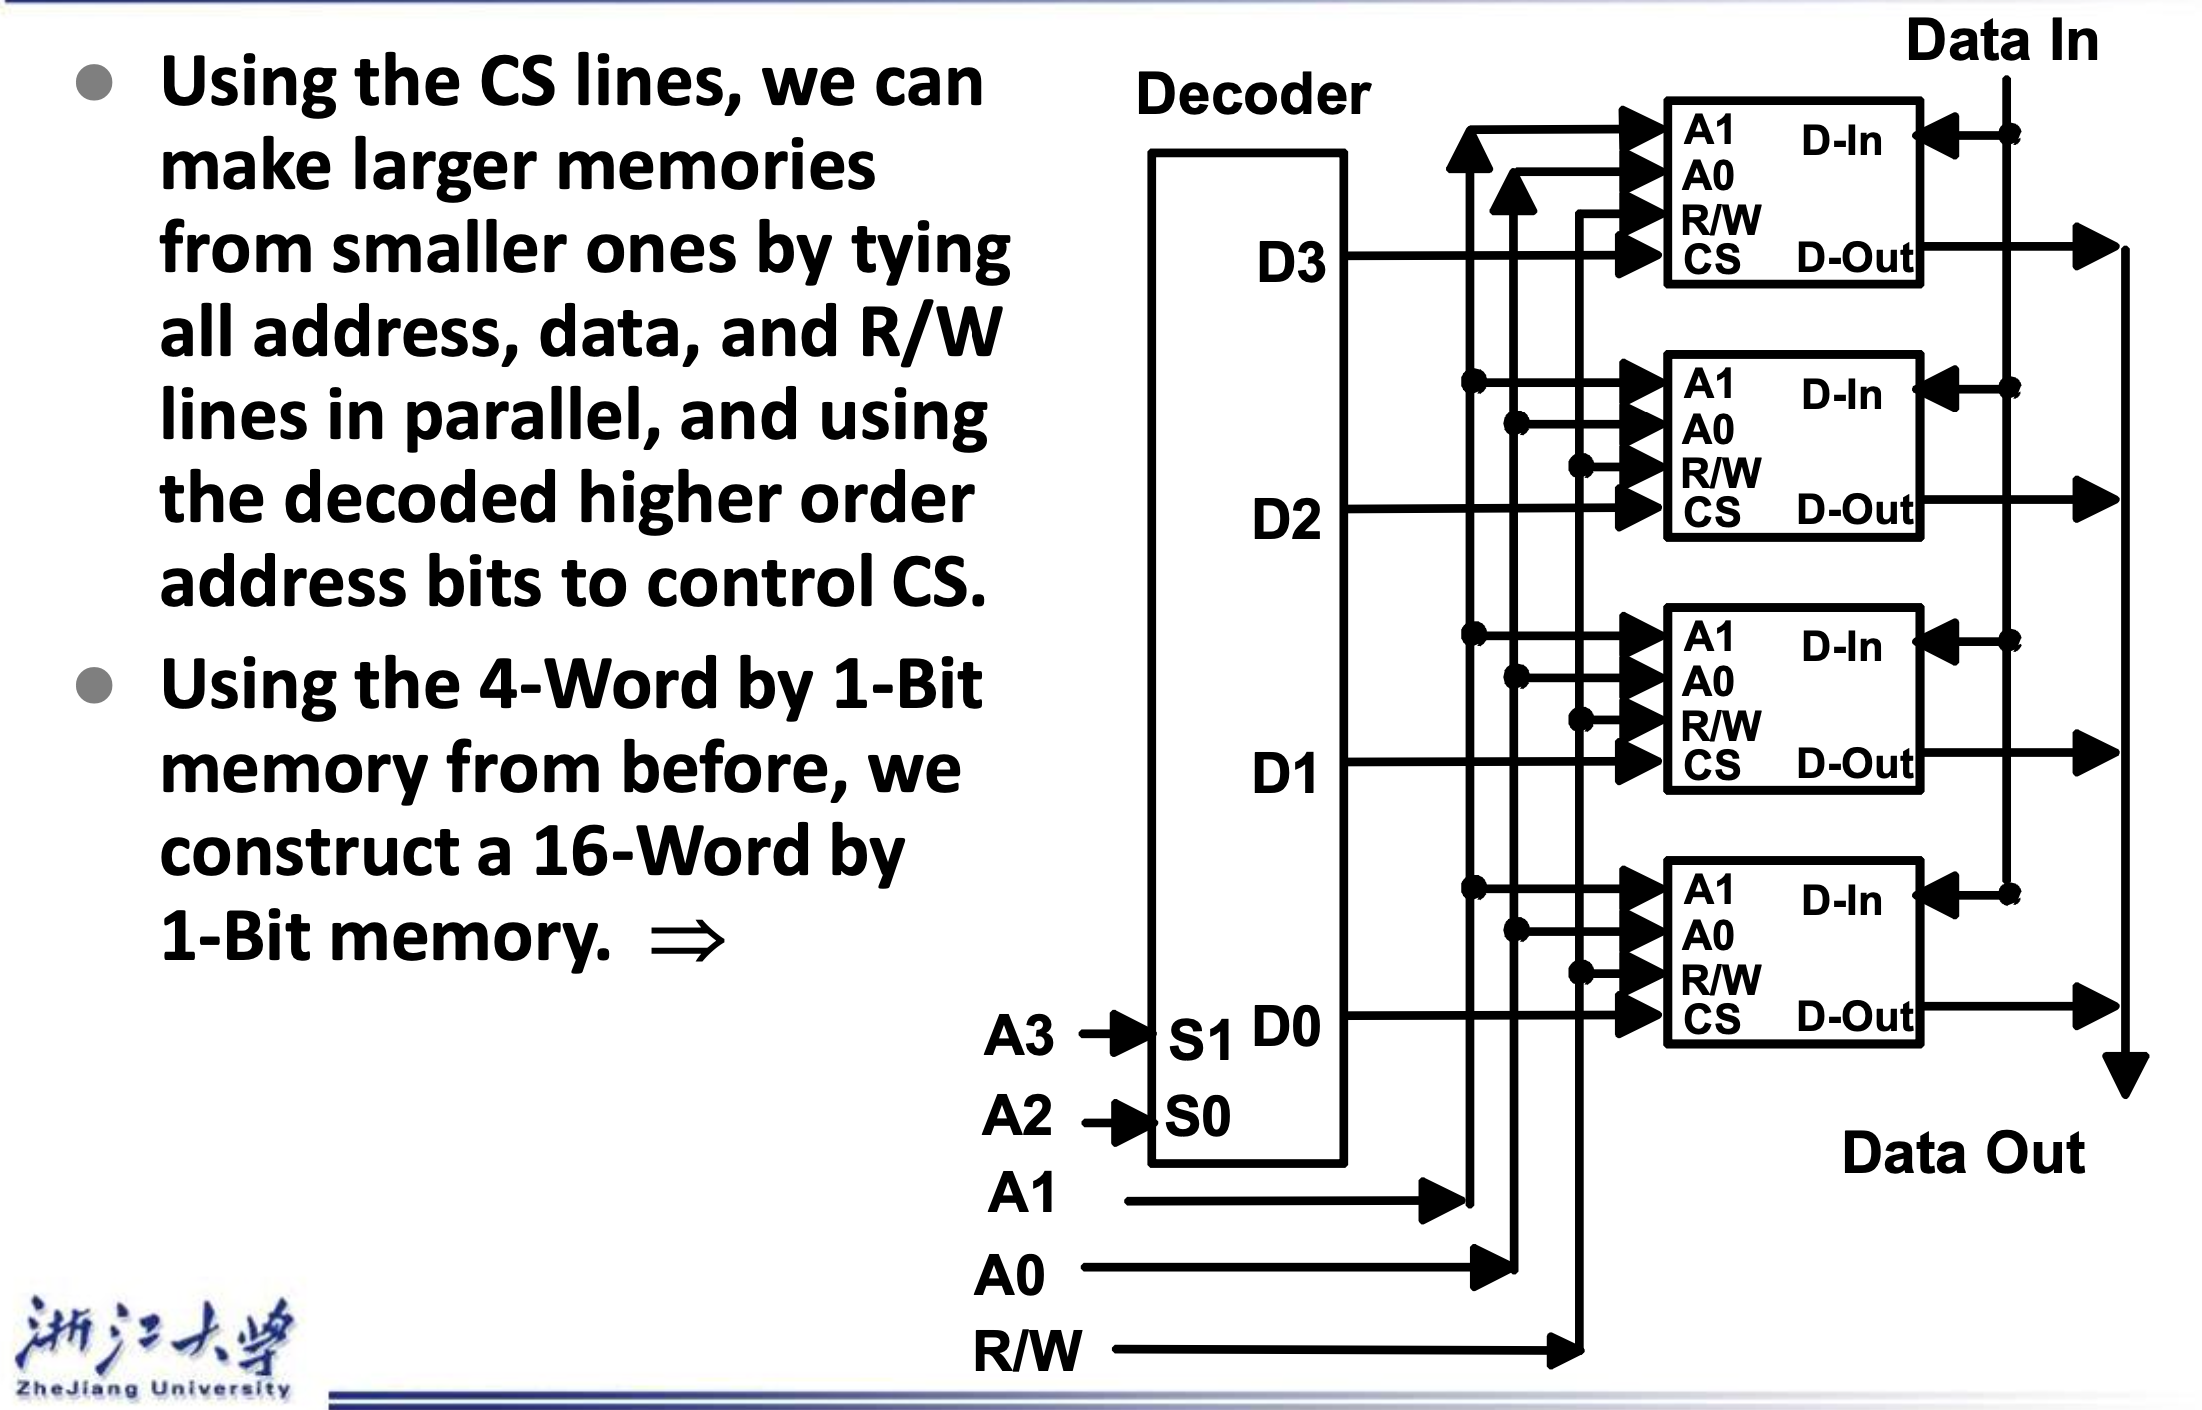 Using the CS lines, we can
make larger memories
from smaller ones by tying
all address, data, and R/W
lines in parallel, and using
the decoded higher order
address bits to control CS.
Using the 4-Word by 1-Bit
memory from before, we
construct a 16-Word by
1-Bit memory. ⇒
Decoder
Data In
D3
D2
D1
D0
S1
S0
A3
A2
A1
A0
R/W
A1
A0
R/W
CS
D-In
D-Out
A1
A0
R/W
CS
D-In
D-Out
A1
A0
R/W
CS
D-In
D-Out
A1
A0
R/W
CS
D-In
D-Out
Data Out
浙江大学
ZheJiang University